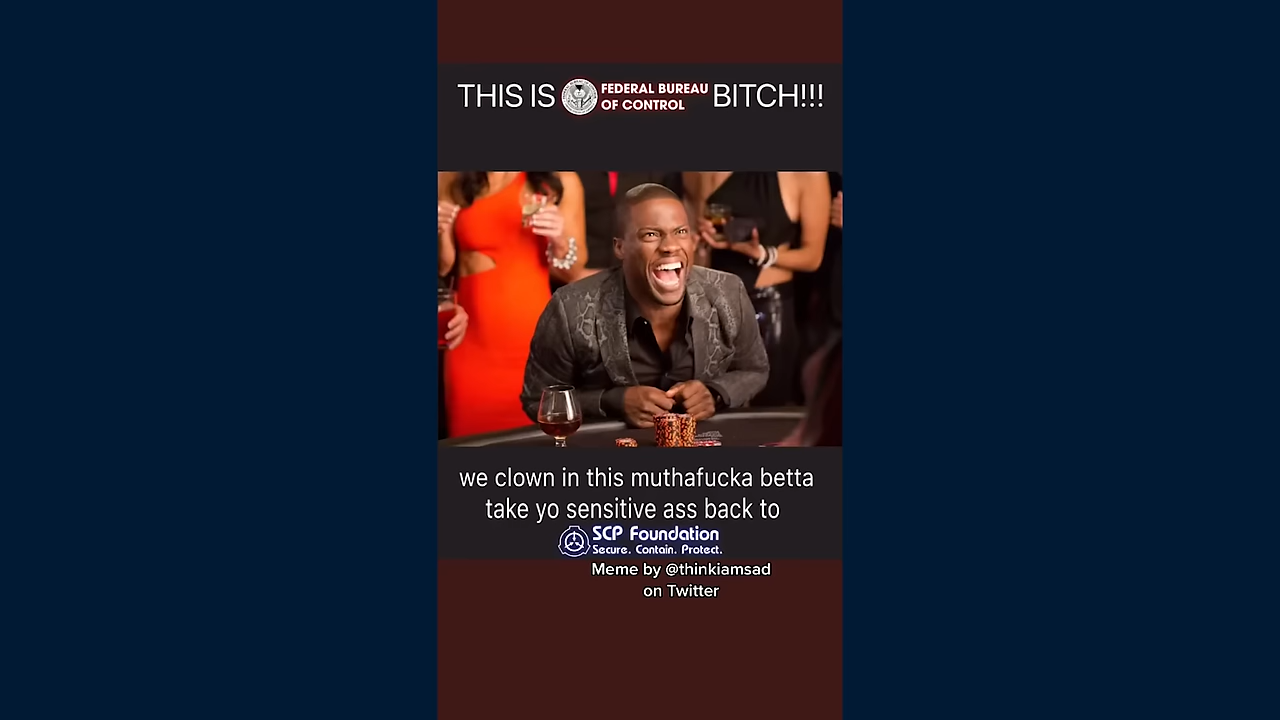 THIS IS FEDERAL BUREAU OF CONTROL BITCH!!!
we clown in this muthafucka betta
take yo sensitive ass back to
SCP Foundation
Secure. Contain. Protect.
Meme by @thinkiamsad
on Twitter